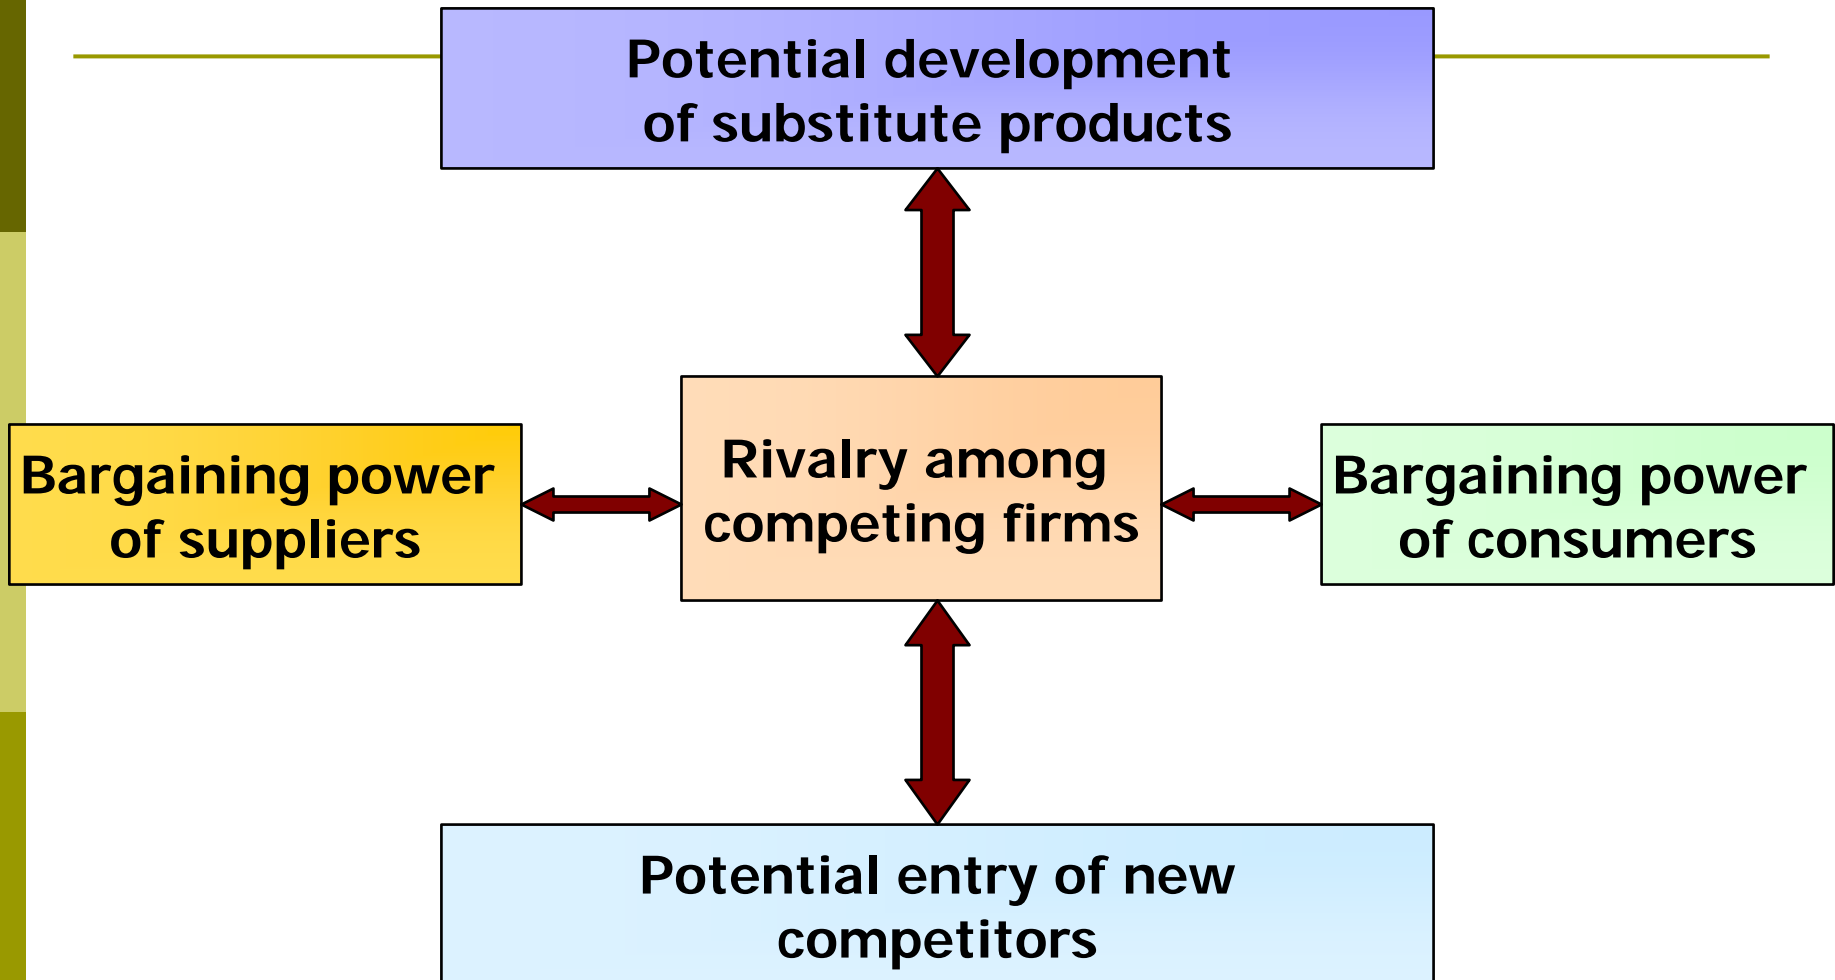 Potential development
of substitute products
Bargaining power
of suppliers
Rivalry among
competing firms
Bargaining power
of consumers
Potential entry of new
competitors